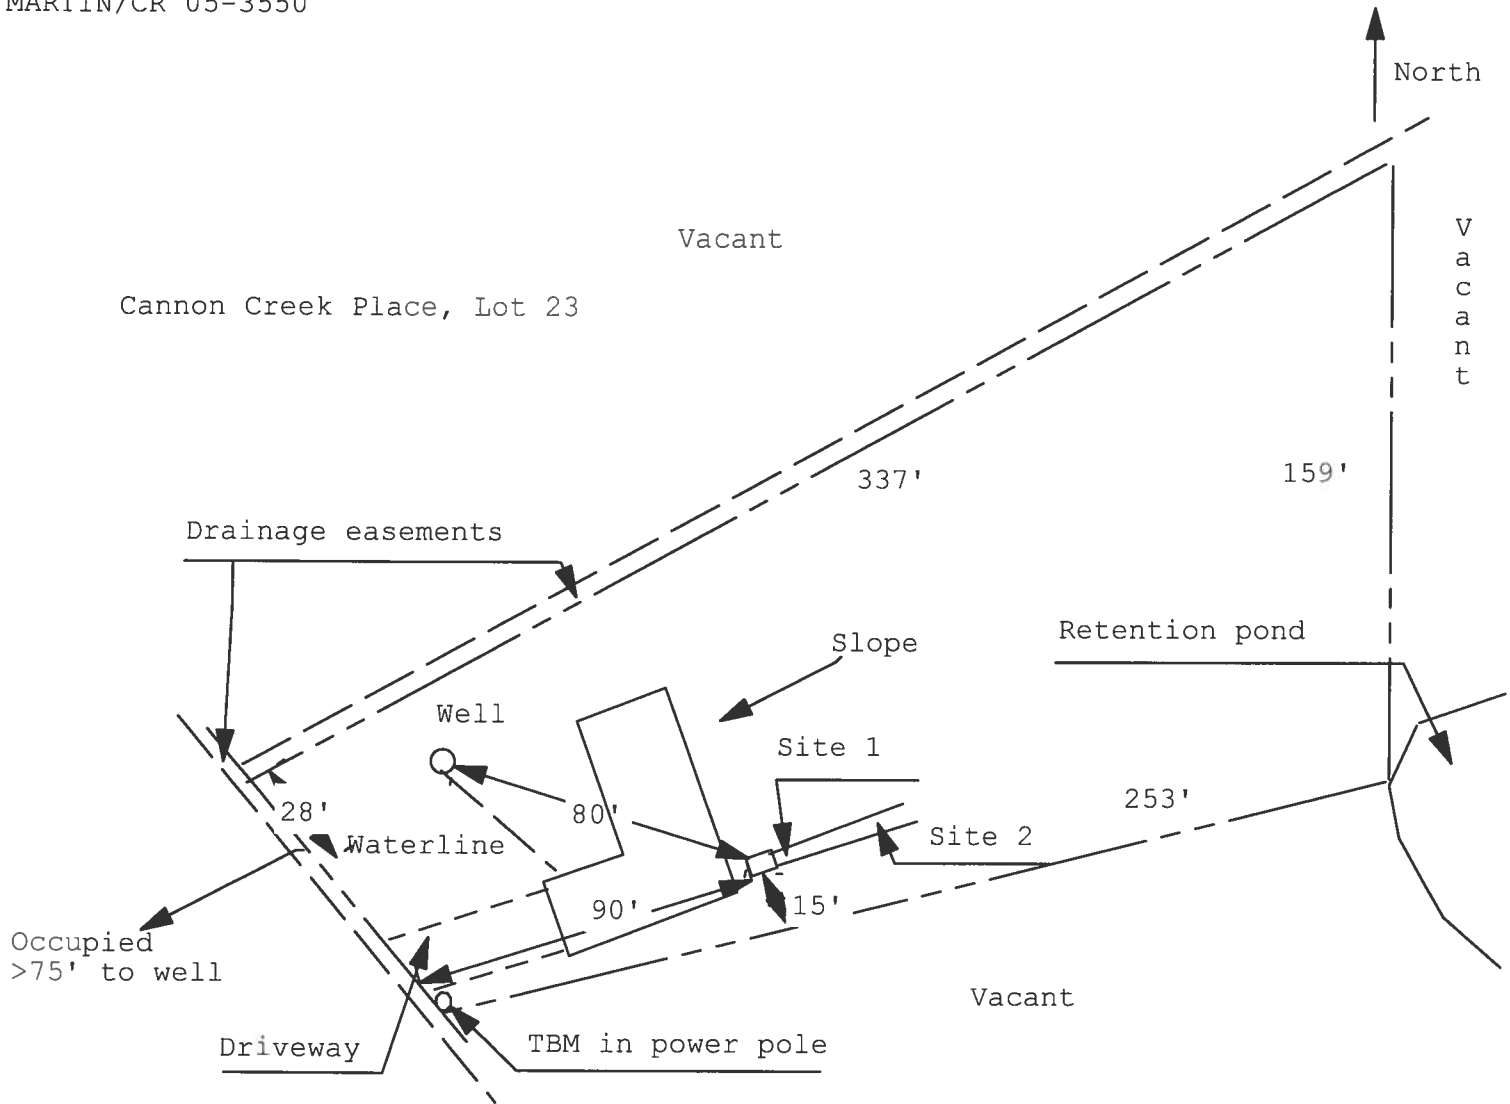 MARTIN/CR 05-3550
North
Vacant
Vacant
Cannon Creek Place, Lot 23
337'
159'
Drainage easements
Retention pond
Slope
Well
Site 1
253'
28'
80'
Waterline
Site 2
90'
15'
Occupied
>75' to well
Vacant
Driveway
TBM in power pole